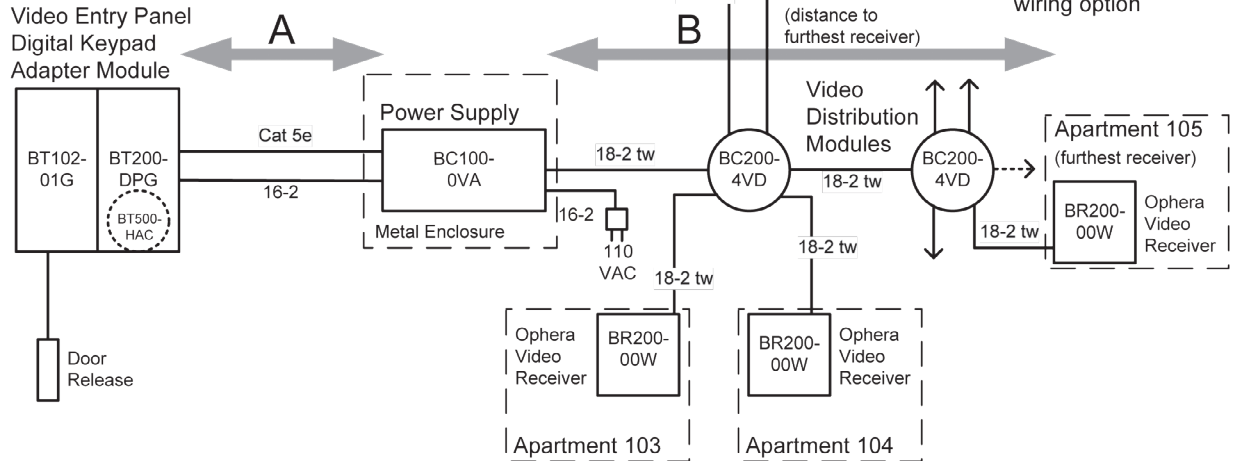 Video Entry Panel
Digital Keypad
Adapter Module
A
B
(distance to
furthest receiver)
wiring option
BT102-
01G
BT200-
DPG
BT500-
HAC
Cat 5e
16-2
Power Supply
BC100-
0VA
Metal Enclosure
18-2 tw
16-2
110
VAC
BC200-
4VD
Video
Distribution
Modules
18-2 tw
BC200-
4VD
18-2 tw
Apartment 105
(furthest receiver)
BR200-
00W
Ophera
Video
Receiver
18-2 tw
18-2 tw
Door
Release
Ophera
Video
Receiver
BR200-
00W
Apartment 103
BR200-
00W
Ophera
Video
Receiver
Apartment 104